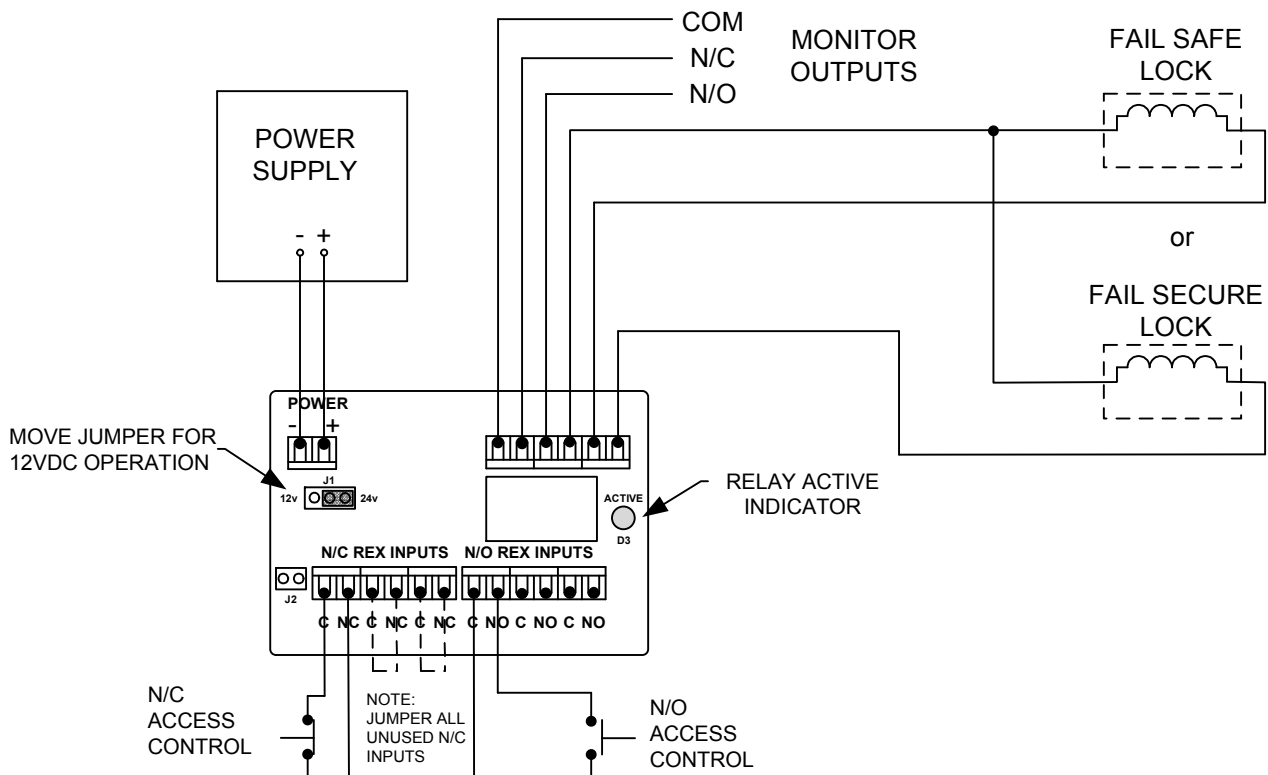 COM
N/C
N/O
MONITOR
OUTPUTS
FAIL SAFE
LOCK
POWER
SUPPLY
- +
or
FAIL SECURE
LOCK
POWER
- +
MOVE JUMPER FOR
12VDC OPERATION
J1
12v
24v
ACTIVE
D3
RELAY ACTIVE
INDICATOR
N/C REX INPUTS
N/O REX INPUTS
J2
C NC C NC C NC C NO C NO C NO
N/C
ACCESS
CONTROL
NOTE:
JUMPER ALL
UNUSED N/C
INPUTS
N/O
ACCESS
CONTROL